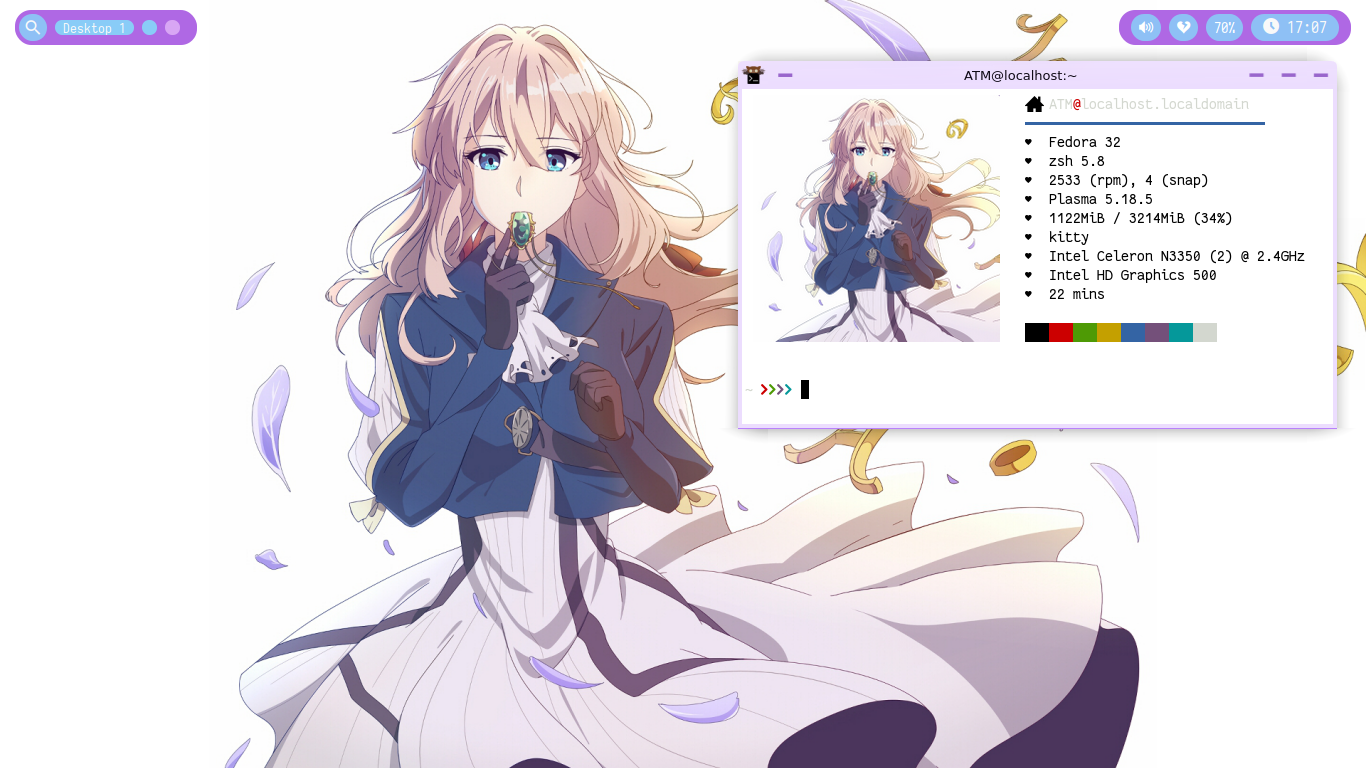 Desktop 1
70%
17:07
ATM@localhost:~
ATM@localhost.localdomain
Fedora 32
zsh 5.8
2533 (rpm), 4 (snap)
Plasma 5.18.5
1122MiB / 3214MiB (34%)
kitty
Intel Celeron N3350 (2) @ 2.4GHz
Intel HD Graphics 500
22 mins
~ ❯❯❯❯